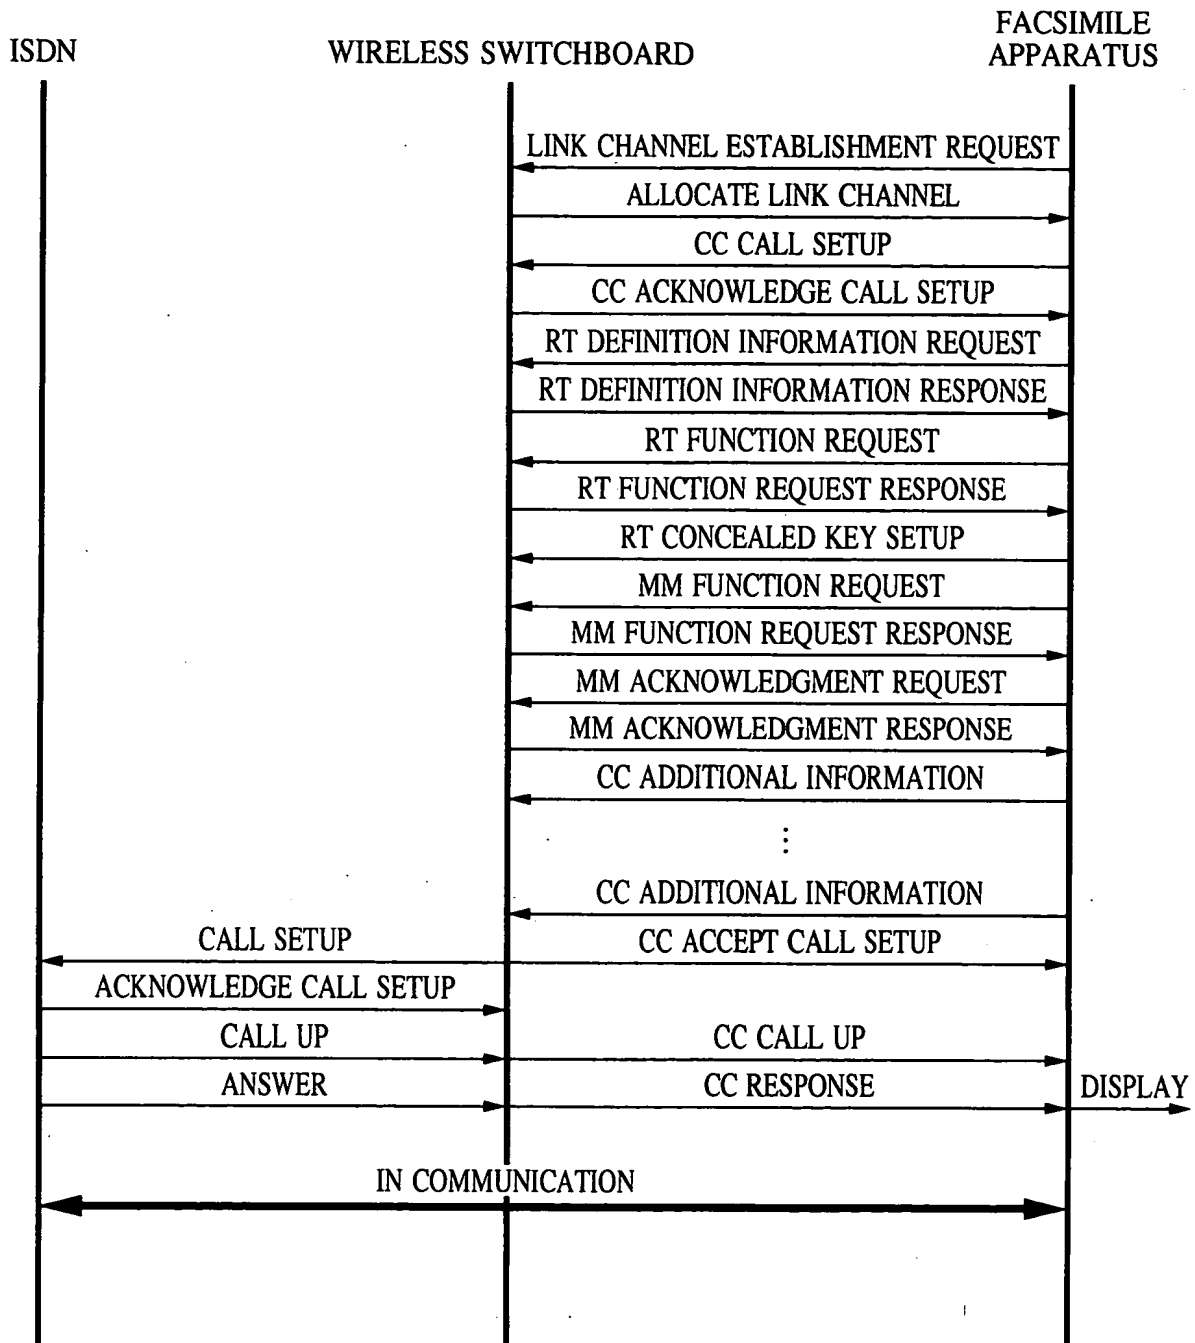 ISDN
WIRELESS SWITCHBOARD
FACSIMILE
APPARATUS
LINK CHANNEL ESTABLISHMENT REQUEST
ALLOCATE LINK CHANNEL
CC CALL SETUP
CC ACKNOWLEDGE CALL SETUP
RT DEFINITION INFORMATION REQUEST
RT DEFINITION INFORMATION RESPONSE
RT FUNCTION REQUEST
RT FUNCTION REQUEST RESPONSE
RT CONCEALED KEY SETUP
MM FUNCTION REQUEST
MM FUNCTION REQUEST RESPONSE
MM ACKNOWLEDGMENT REQUEST
MM ACKNOWLEDGMENT RESPONSE
CC ADDITIONAL INFORMATION
⋮
CC ADDITIONAL INFORMATION
CALL SETUP
CC ACCEPT CALL SETUP
ACKNOWLEDGE CALL SETUP
CALL UP
CC CALL UP
ANSWER
CC RESPONSE
DISPLAY
IN COMMUNICATION